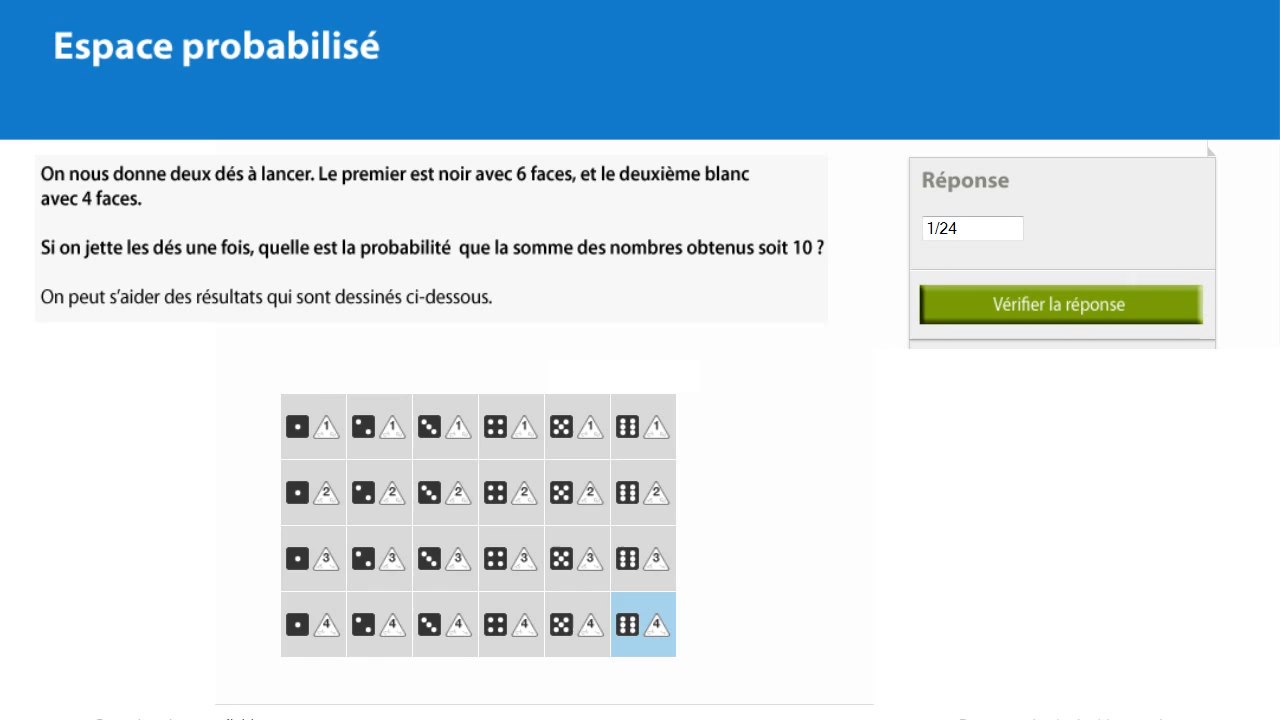 Espace probabilisé
On nous donne deux dés à lancer. Le premier est noir avec 6 faces, et le deuxième blanc
avec 4 faces.
Si on jette les dés une fois, quelle est la probabilité que la somme des nombres obtenus soit 10 ?
On peut s'aider des résultats qui sont dessinés ci-dessous.
Réponse
1/24
Vérifier la réponse
1 1 1 1 1 1
2 2 2 2 2 2
3 3 3 3 3 3
4 4 4 4 4 4